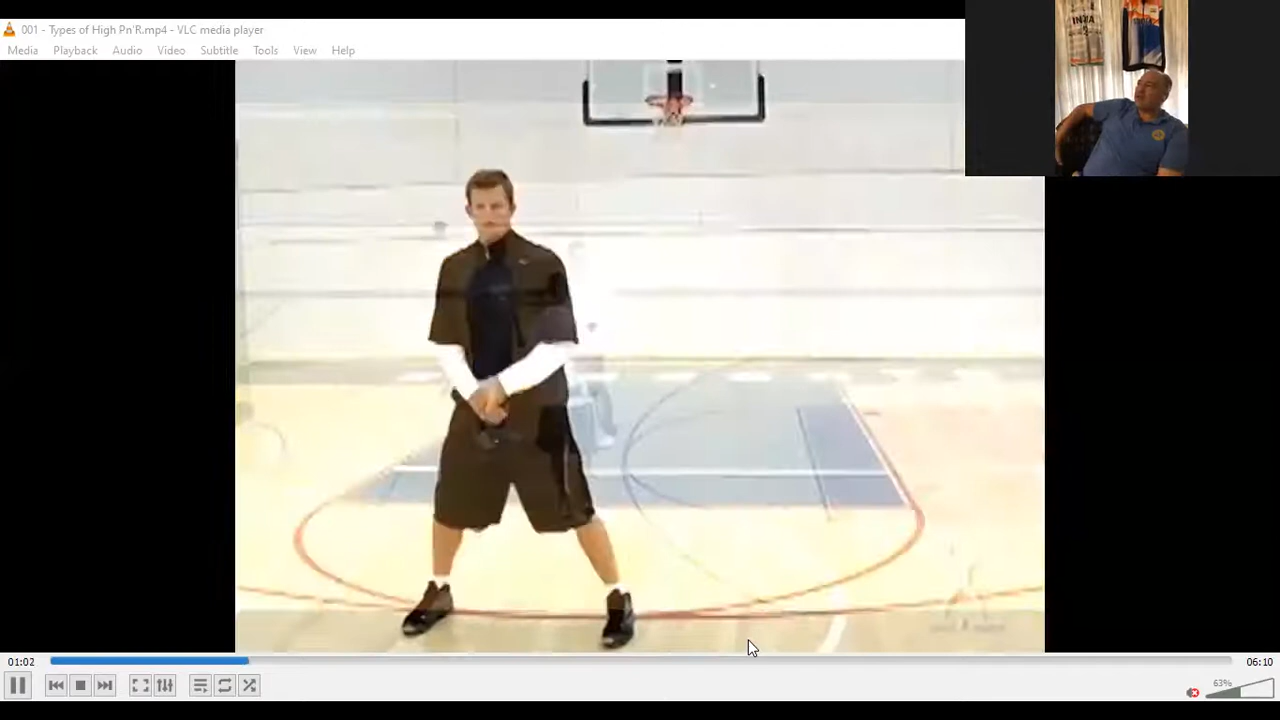 001 - Types of High Pn'R.mp4 - VLC media player
Media Playback Audio Video Subtitle Tools View Help
INDIA
01:02
06:10
63%